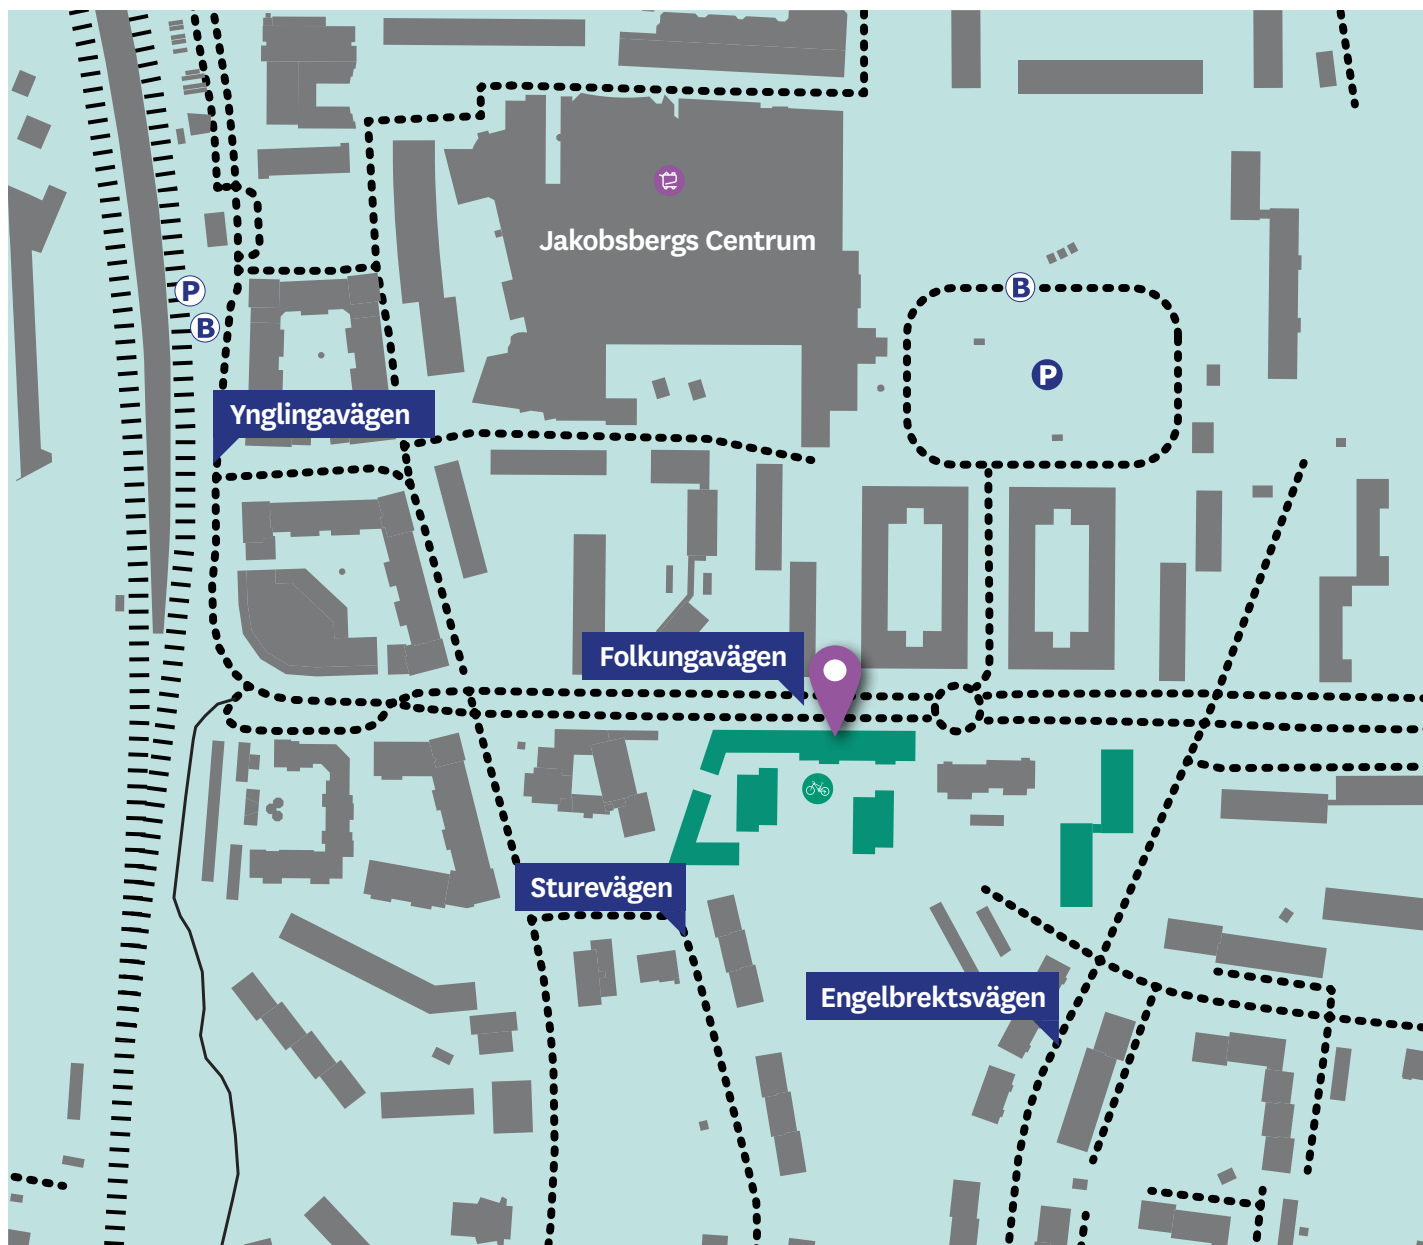 Jakobsbergs Centrum
P
B
B
P
Ynglingavägen
Folkungavägen
Sturevägen
Engelbrektsvägen